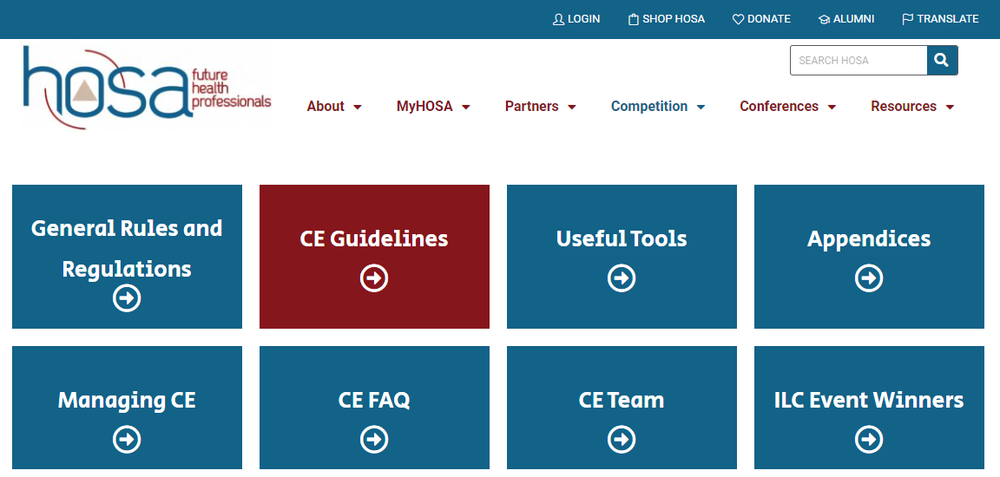 LOGIN
SHOP HOSA
DONATE
ALUMNI
TRANSLATE
hosa
future
health
professionals
SEARCH HOSA
About
MyHOSA
Partners
Competition
Conferences
Resources
General Rules and
Regulations
CE Guidelines
Useful Tools
Appendices
Managing CE
CE FAQ
CE Team
ILC Event Winners